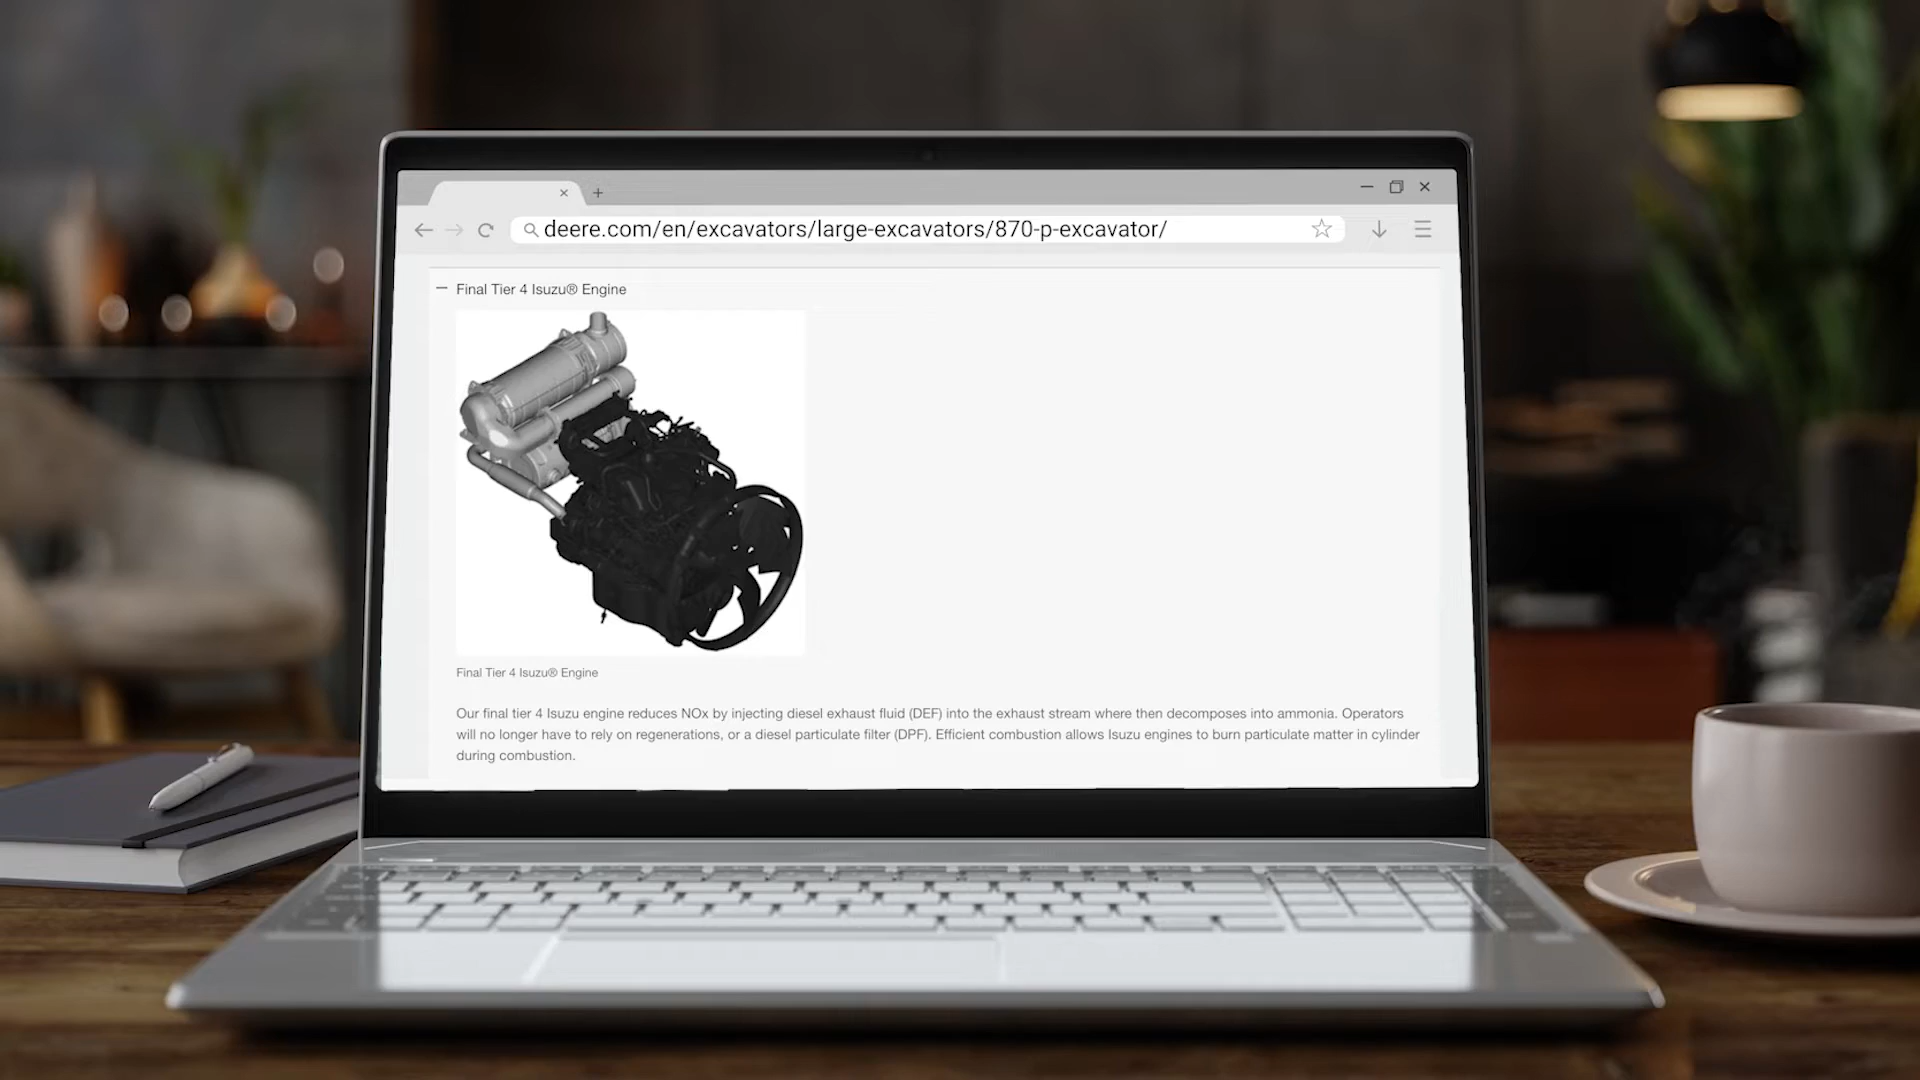 deere.com/en/excavators/large-excavators/870-p-excavator/
Final Tier 4 Isuzu® Engine
Final Tier 4 Isuzu® Engine
Our final tier 4 Isuzu engine reduces NOx by injecting diesel exhaust fluid (DEF) into the exhaust stream where then decomposes into ammonia. Operators
will no longer have to rely on regenerations, or a diesel particulate filter (DPF). Efficient combustion allows Isuzu engines to burn particulate matter in cylinder
during combustion.